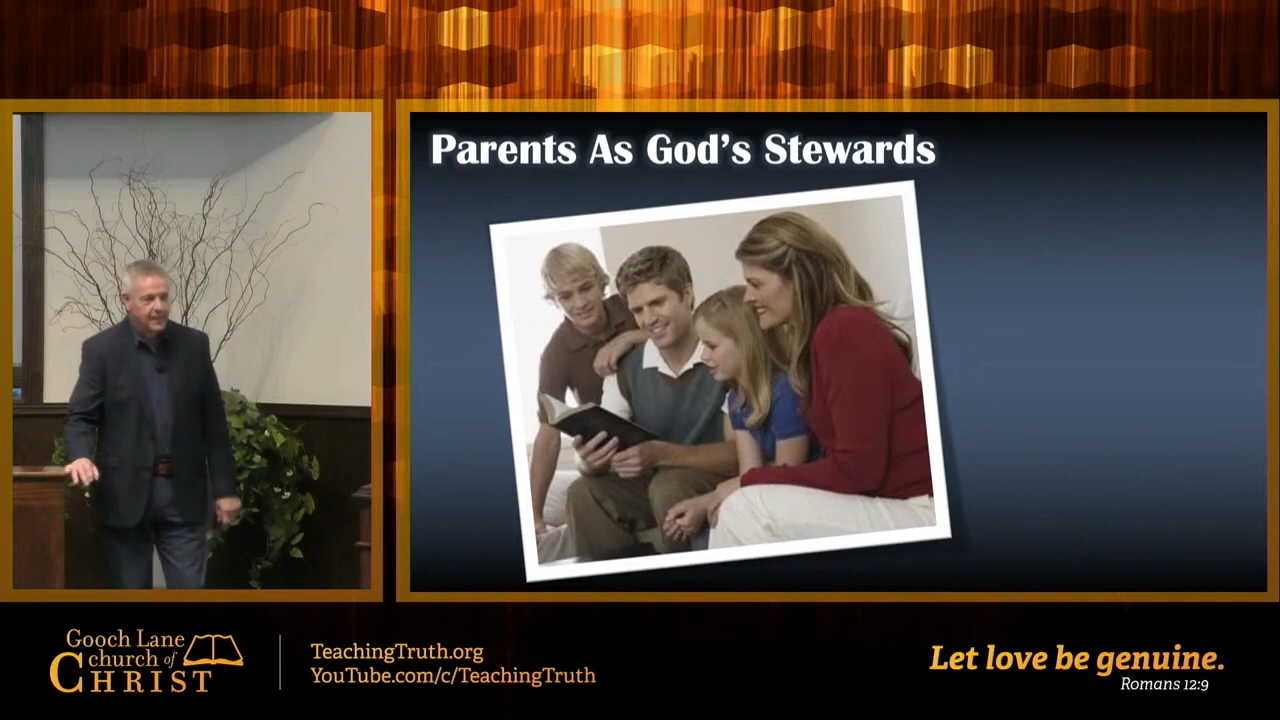 Parents As God's Stewards
Gooch Lane
church of
CHRIST
TeachingTruth.org
YouTube.com/c/TeachingTruth
Let love be genuine.
Romans 12:9